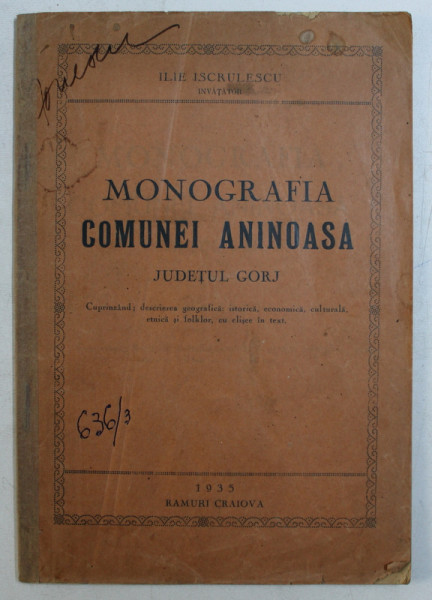 ILIE ISCRULESCU
INVĂȚĂTOR
MONOGRAFIA
COMUNEI ANINOASA
JUDEȚUL GORJ
Cuprinzând; descrierea geografică; istorică, economică, culturală,
etnică și folklor, cu clișee în text.
636/3
1935
RAMURI CRAIOVA